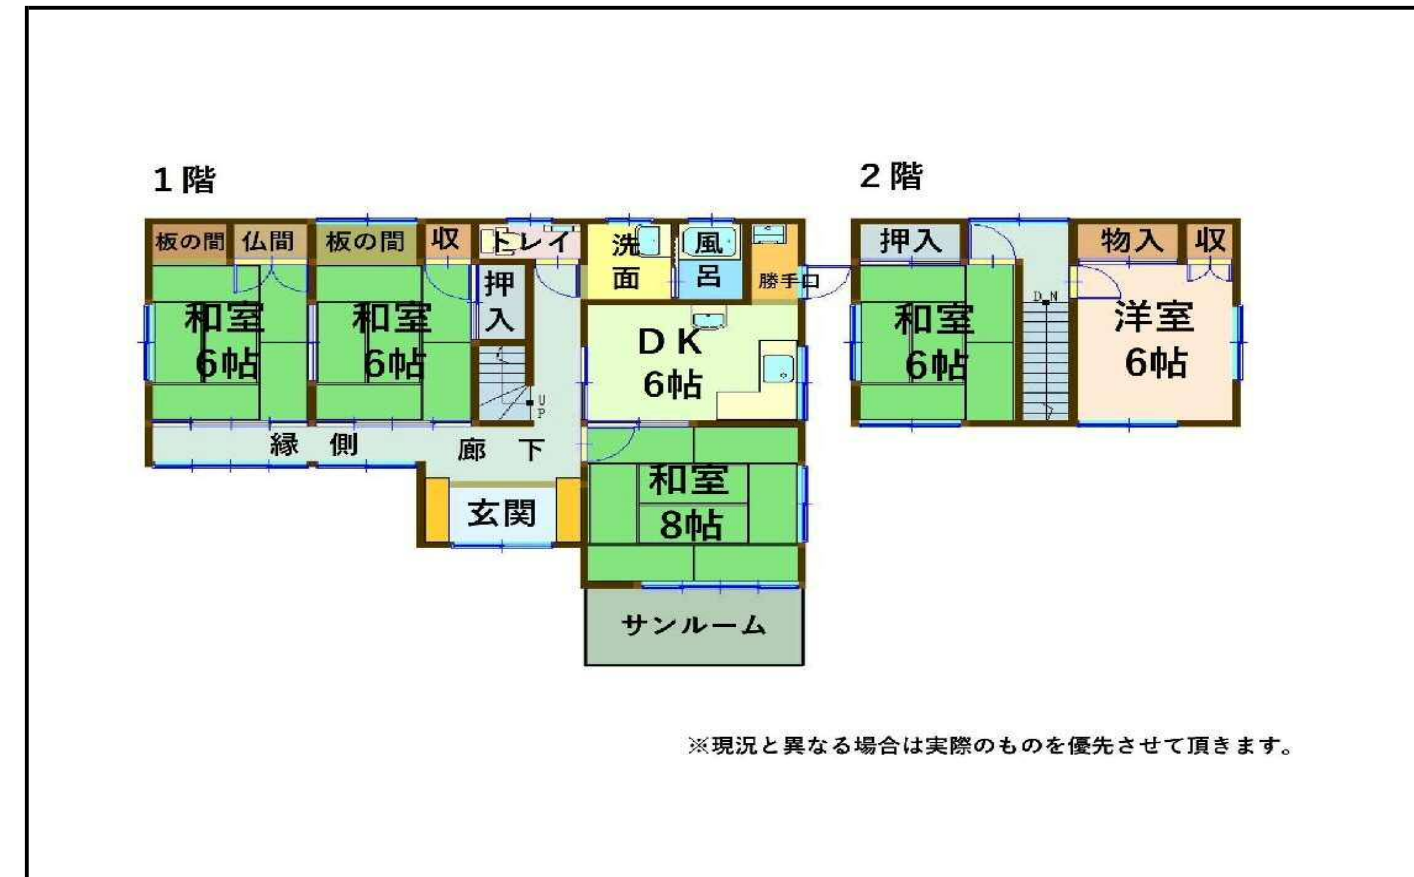 1階
2階
板の間
仏間
板の間
収
トレイ
洗面
風呂
勝手口
押入
物入
収
和室
6帖
和室
6帖
押入
DK
6帖
UP
DN
和室
6帖
洋室
6帖
縁側
廊下
玄関
和室
8帖
サンルーム
※現況と異なる場合は実際のものを優先させて頂きます。